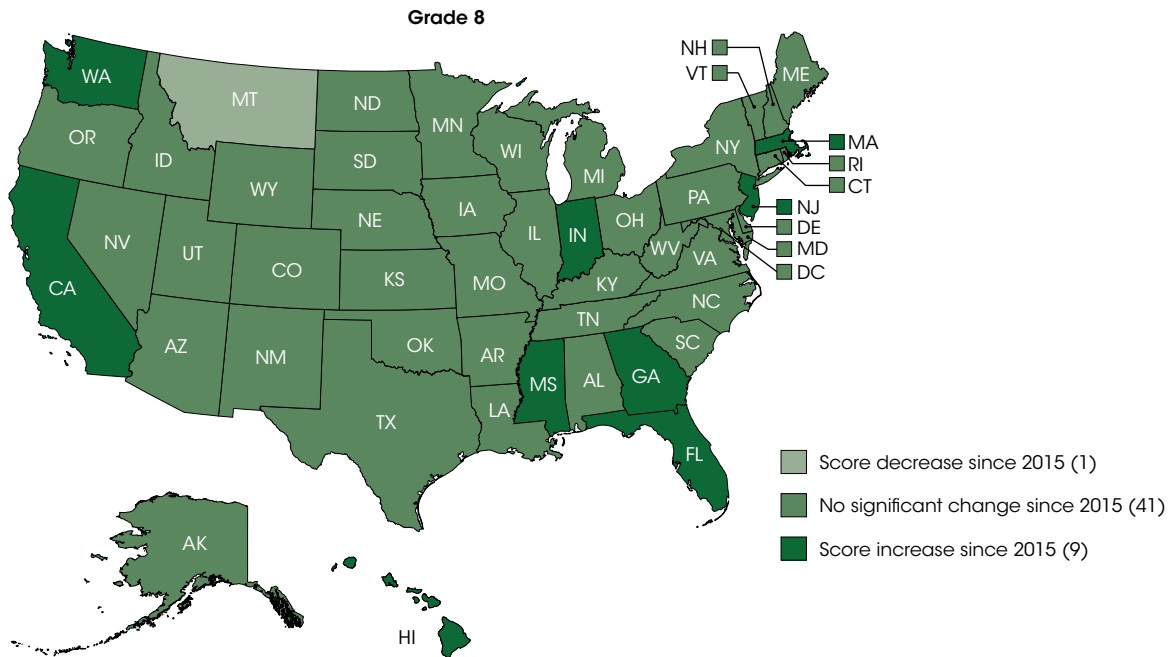 Grade 8
NH
VT
ME
WA
MT
ND
MN
OR
ID
SD
WI
MI
NY
MA
RI
CT
WY
IA
PA
NJ
NE
OH
DE
NV
UT
IL
IN
MD
WV
VA
DC
CO
CA
KS
MO
KY
NC
TN
AZ
NM
OK
AR
SC
MS
AL
GA
LA
TX
FL
Score decrease since 2015 (1)
No significant change since 2015 (41)
AK
Score increase since 2015 (9)
HI